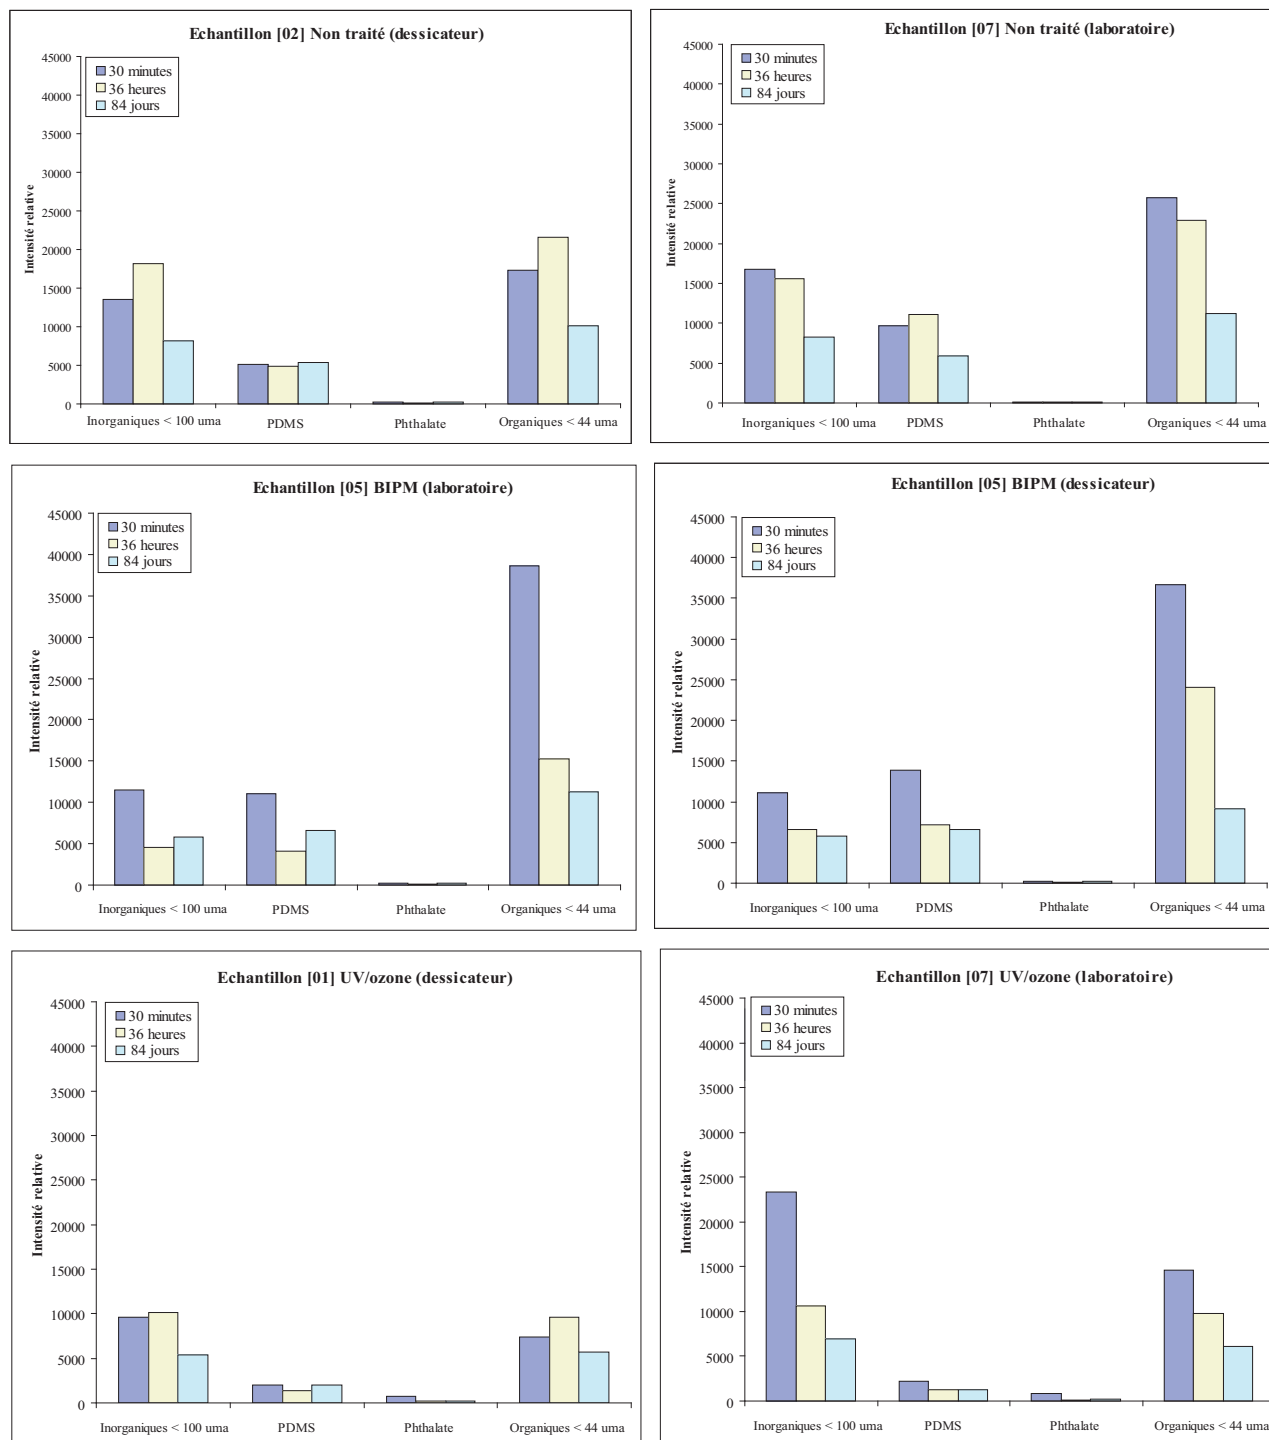 Echantillon [02] Non traité (dessicateur)
45000
40000
35000
30000
25000
20000
15000
10000
5000
0
Intensité relative
30 minutes
36 heures
84 jours
Inorganiques < 100 uma
PDMS
Phthalate
Organiques < 44 uma
Echantillon [07] Non traité (laboratoire)
45000
40000
35000
30000
25000
20000
15000
10000
5000
0
Intensité relative
30 minutes
36 heures
84 jours
Inorganiques < 100 uma
PDMS
Phthalate
Organiques < 44 uma
Echantillon [05] BIPM (laboratoire)
45000
40000
35000
30000
25000
20000
15000
10000
5000
0
Intensité relative
30 minutes
36 heures
84 jours
Inorganiques < 100 uma
PDMS
Phthalate
Organiques < 44 uma
Echantillon [05] BIPM (dessicateur)
45000
40000
35000
30000
25000
20000
15000
10000
5000
0
Intensité relative
30 minutes
36 heures
84 jours
Inorganiques < 100 uma
PDMS
Phthalate
Organiques < 44 uma
Echantillon [01] UV/ozone (dessicateur)
45000
40000
35000
30000
25000
20000
15000
10000
5000
0
Intensité relative
30 minutes
36 heures
84 jours
Inorganiques < 100 uma
PDMS
Phthalate
Organiques < 44 uma
Echantillon [07] UV/ozone (laboratoire)
45000
40000
35000
30000
25000
20000
15000
10000
5000
0
Intensité relative
30 minutes
36 heures
84 jours
Inorganiques < 100 uma
PDMS
Phthalate
Organiques < 44 uma